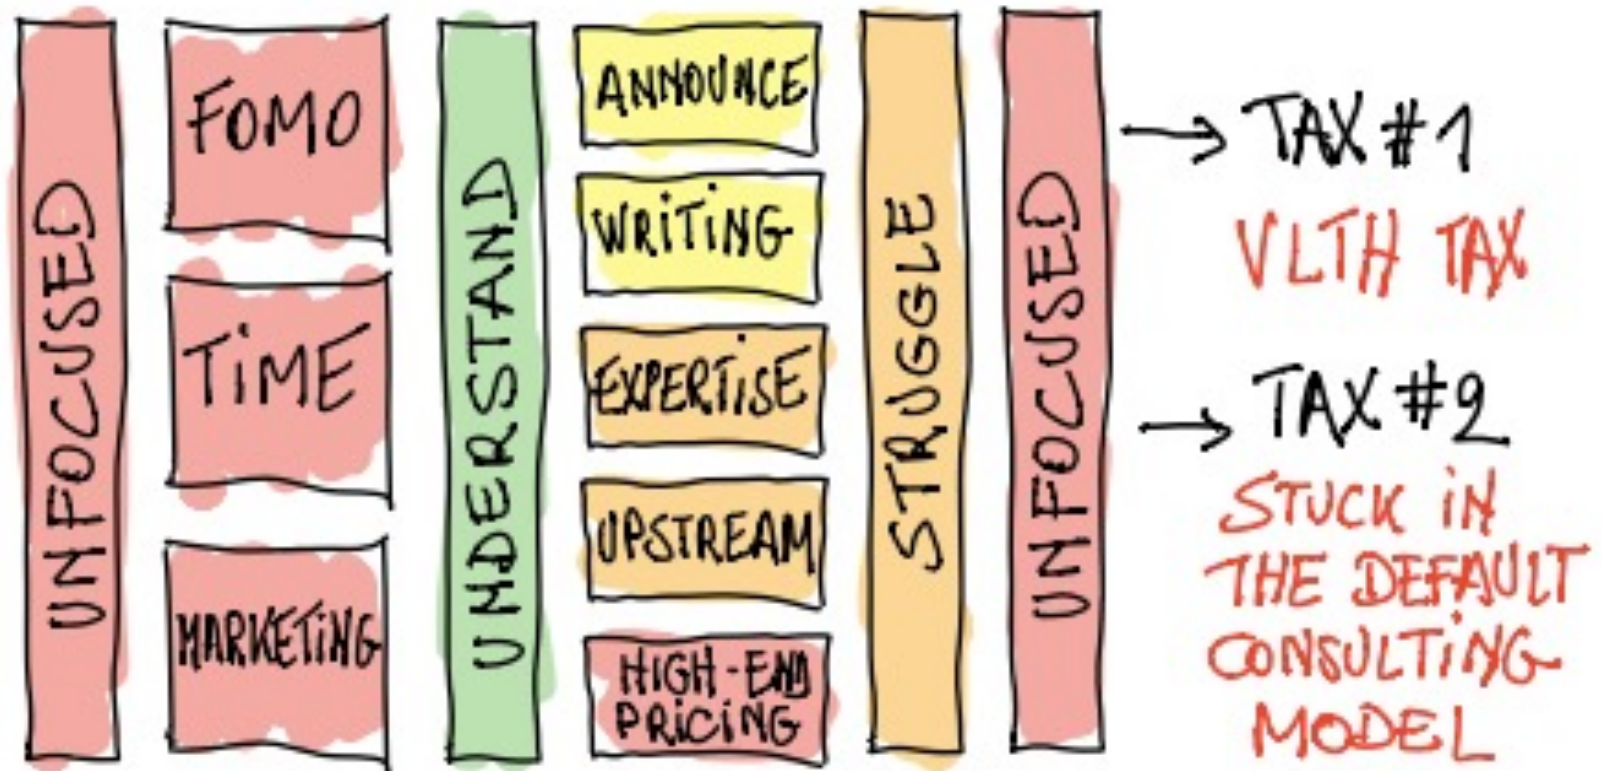 UNFOCUSED
FOMO
TiME
MARKETiNG
UNDERSTAND
ANNOUNCE
WRiTiNG
EXPERTiSE
UPSTREAM
HIGH-END
PRiCiNG
STRUGGLE
UNFOCUSED
→ TAX #1
VLTH TAX
→ TAX #2
STUCK iN
THE DEFAULT
CONSULTiNG
MODEL